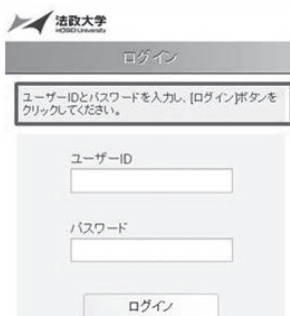 法政大学
HOSEI University
ログイン
ユーザーIDとパスワードを入力し、[ログイン]ボタンを
クリックしてください。
ユーザーID
パスワード
ログイン